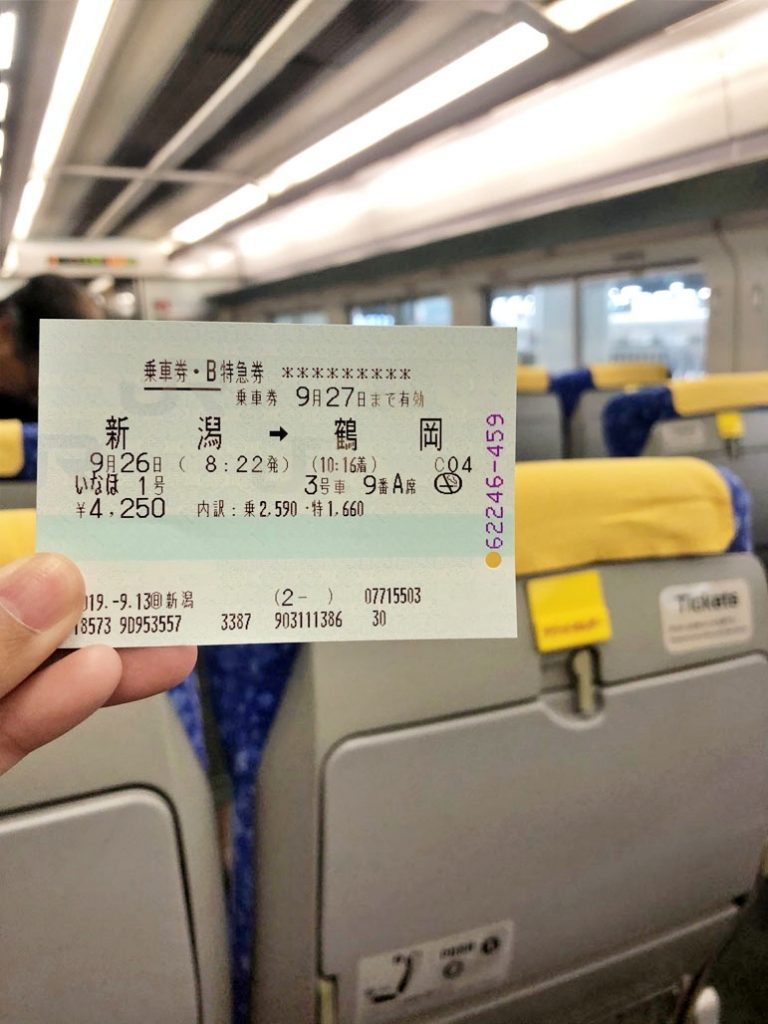 乗車券・B特急券 *********
乗車券 9月27日まで有効
新潟 → 鶴岡
9月26日 ( 8:22発) (10:16着) C04
いなほ 1号 3号車 9番A席
¥4,250 内訳:乗2,590・特1,660
62246-459
019.-9.13 新潟 (2- ) 07715503
18573 9D953557 3387 903111386 30
Tickets